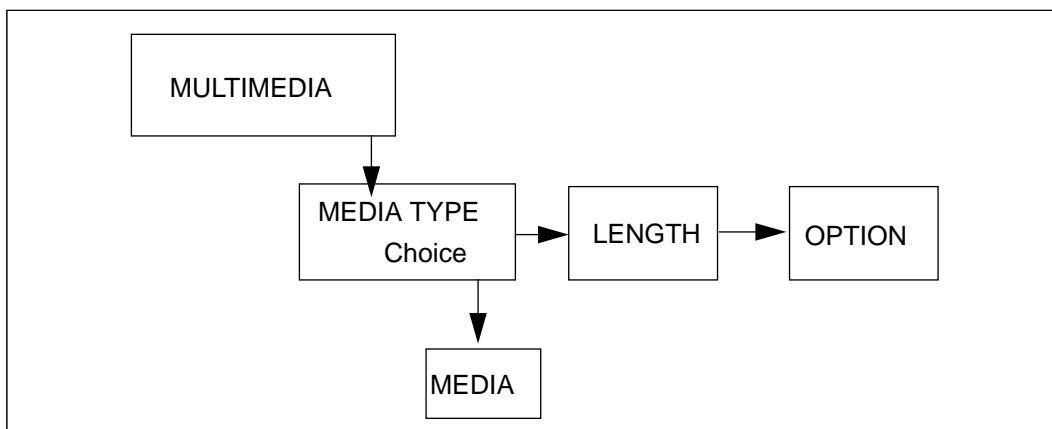 MULTIMEDIA
MEDIA TYPE
Choice
LENGTH
OPTION
MEDIA